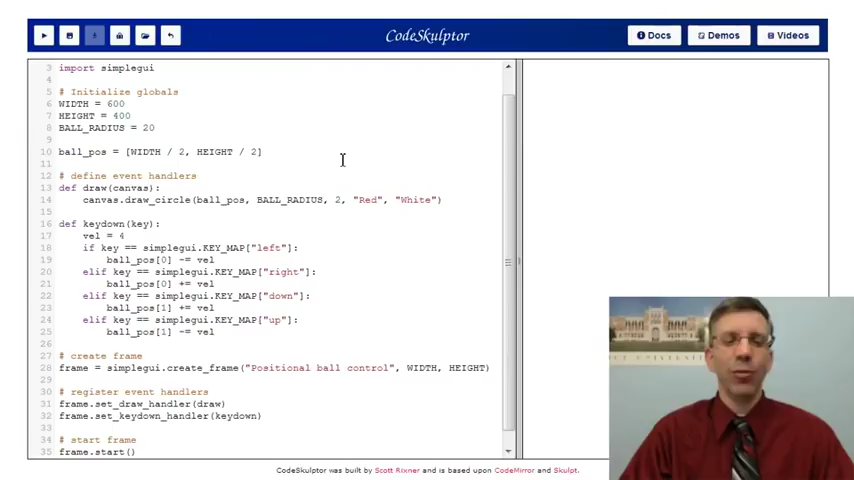 CodeSkulptor
Docs
Demos
Videos
3 import simplegui
4
5 # Initialize globals
6 WIDTH = 600
7 HEIGHT = 400
8 BALL_RADIUS = 20
9
10 ball_pos = [WIDTH / 2, HEIGHT / 2]
11
12 # define event handlers
13 def draw(canvas):
14     canvas.draw_circle(ball_pos, BALL_RADIUS, 2, "Red", "White")
15
16 def keydown(key):
17     vel = 4
18     if key == simplegui.KEY_MAP["left"]:
19         ball_pos[0] -= vel
20     elif key == simplegui.KEY_MAP["right"]:
21         ball_pos[0] += vel
22     elif key == simplegui.KEY_MAP["down"]:
23         ball_pos[1] += vel
24     elif key == simplegui.KEY_MAP["up"]:
25         ball_pos[1] -= vel
26
27 # create frame
28 frame = simplegui.create_frame("Positional ball control", WIDTH, HEIGHT)
29
30 # register event handlers
31 frame.set_draw_handler(draw)
32 frame.set_keydown_handler(keydown)
33
34 # start frame
35 frame.start()
CodeSkulptor was built by Scott Rixner and is based upon CodeMirror and Skulpt.